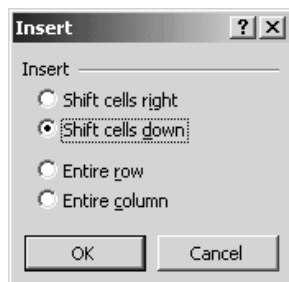 Insert ? ×
Insert
Shift cells right
Shift cells down
Entire row
Entire column
OK Cancel